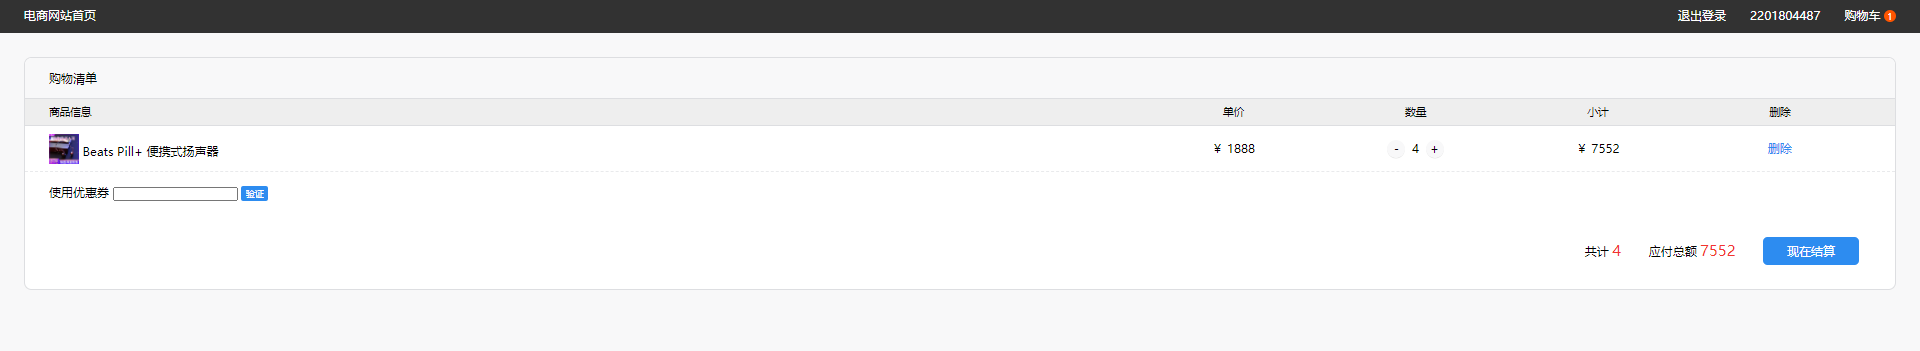 电商网站首页 退出登录 2201804487 购物车 1
购物清单
商品信息 单价 数量 小计 删除
Beats Pill+ 便携式扬声器 ¥ 1888 - 4 + ¥ 7552 删除
使用优惠券 验证
共计 4 应付总额 7552 现在结算